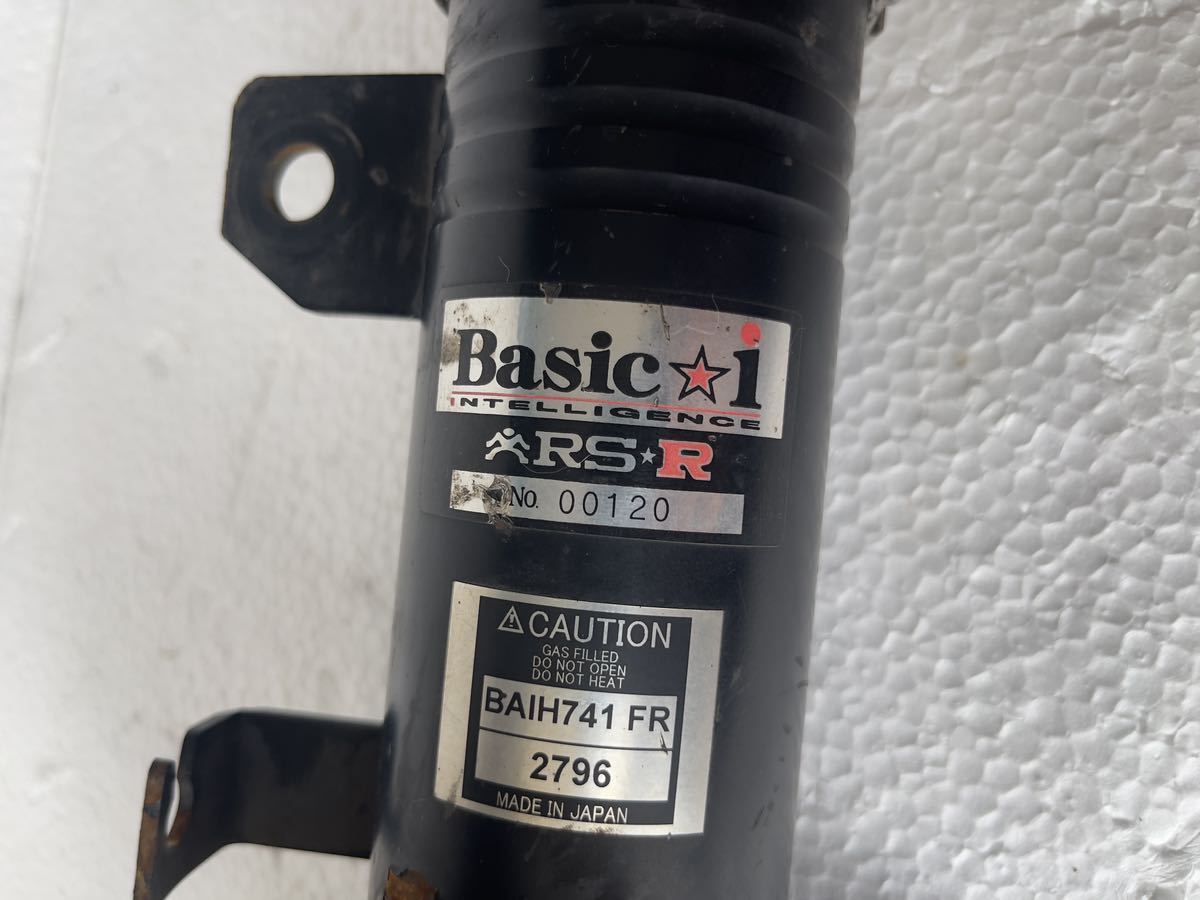 Basic☆i
INTELLIGENCE
RS★R
No. 00120
⚠CAUTION
GAS FILLED
DO NOT OPEN
DO NOT HEAT
BAIH741 FR
2796
MADE IN JAPAN